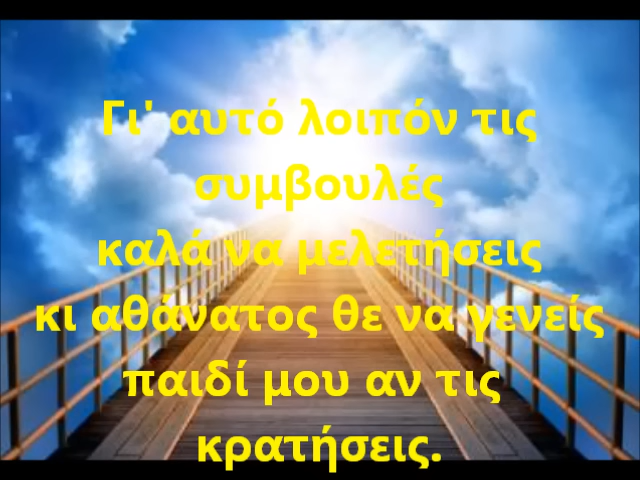 Γι' αυτό λοιπόν τις
συμβουλές
καλά να μελετήσεις
κι αθάνατος θε να γενείς
παιδί μου αν τις
κρατήσεις.